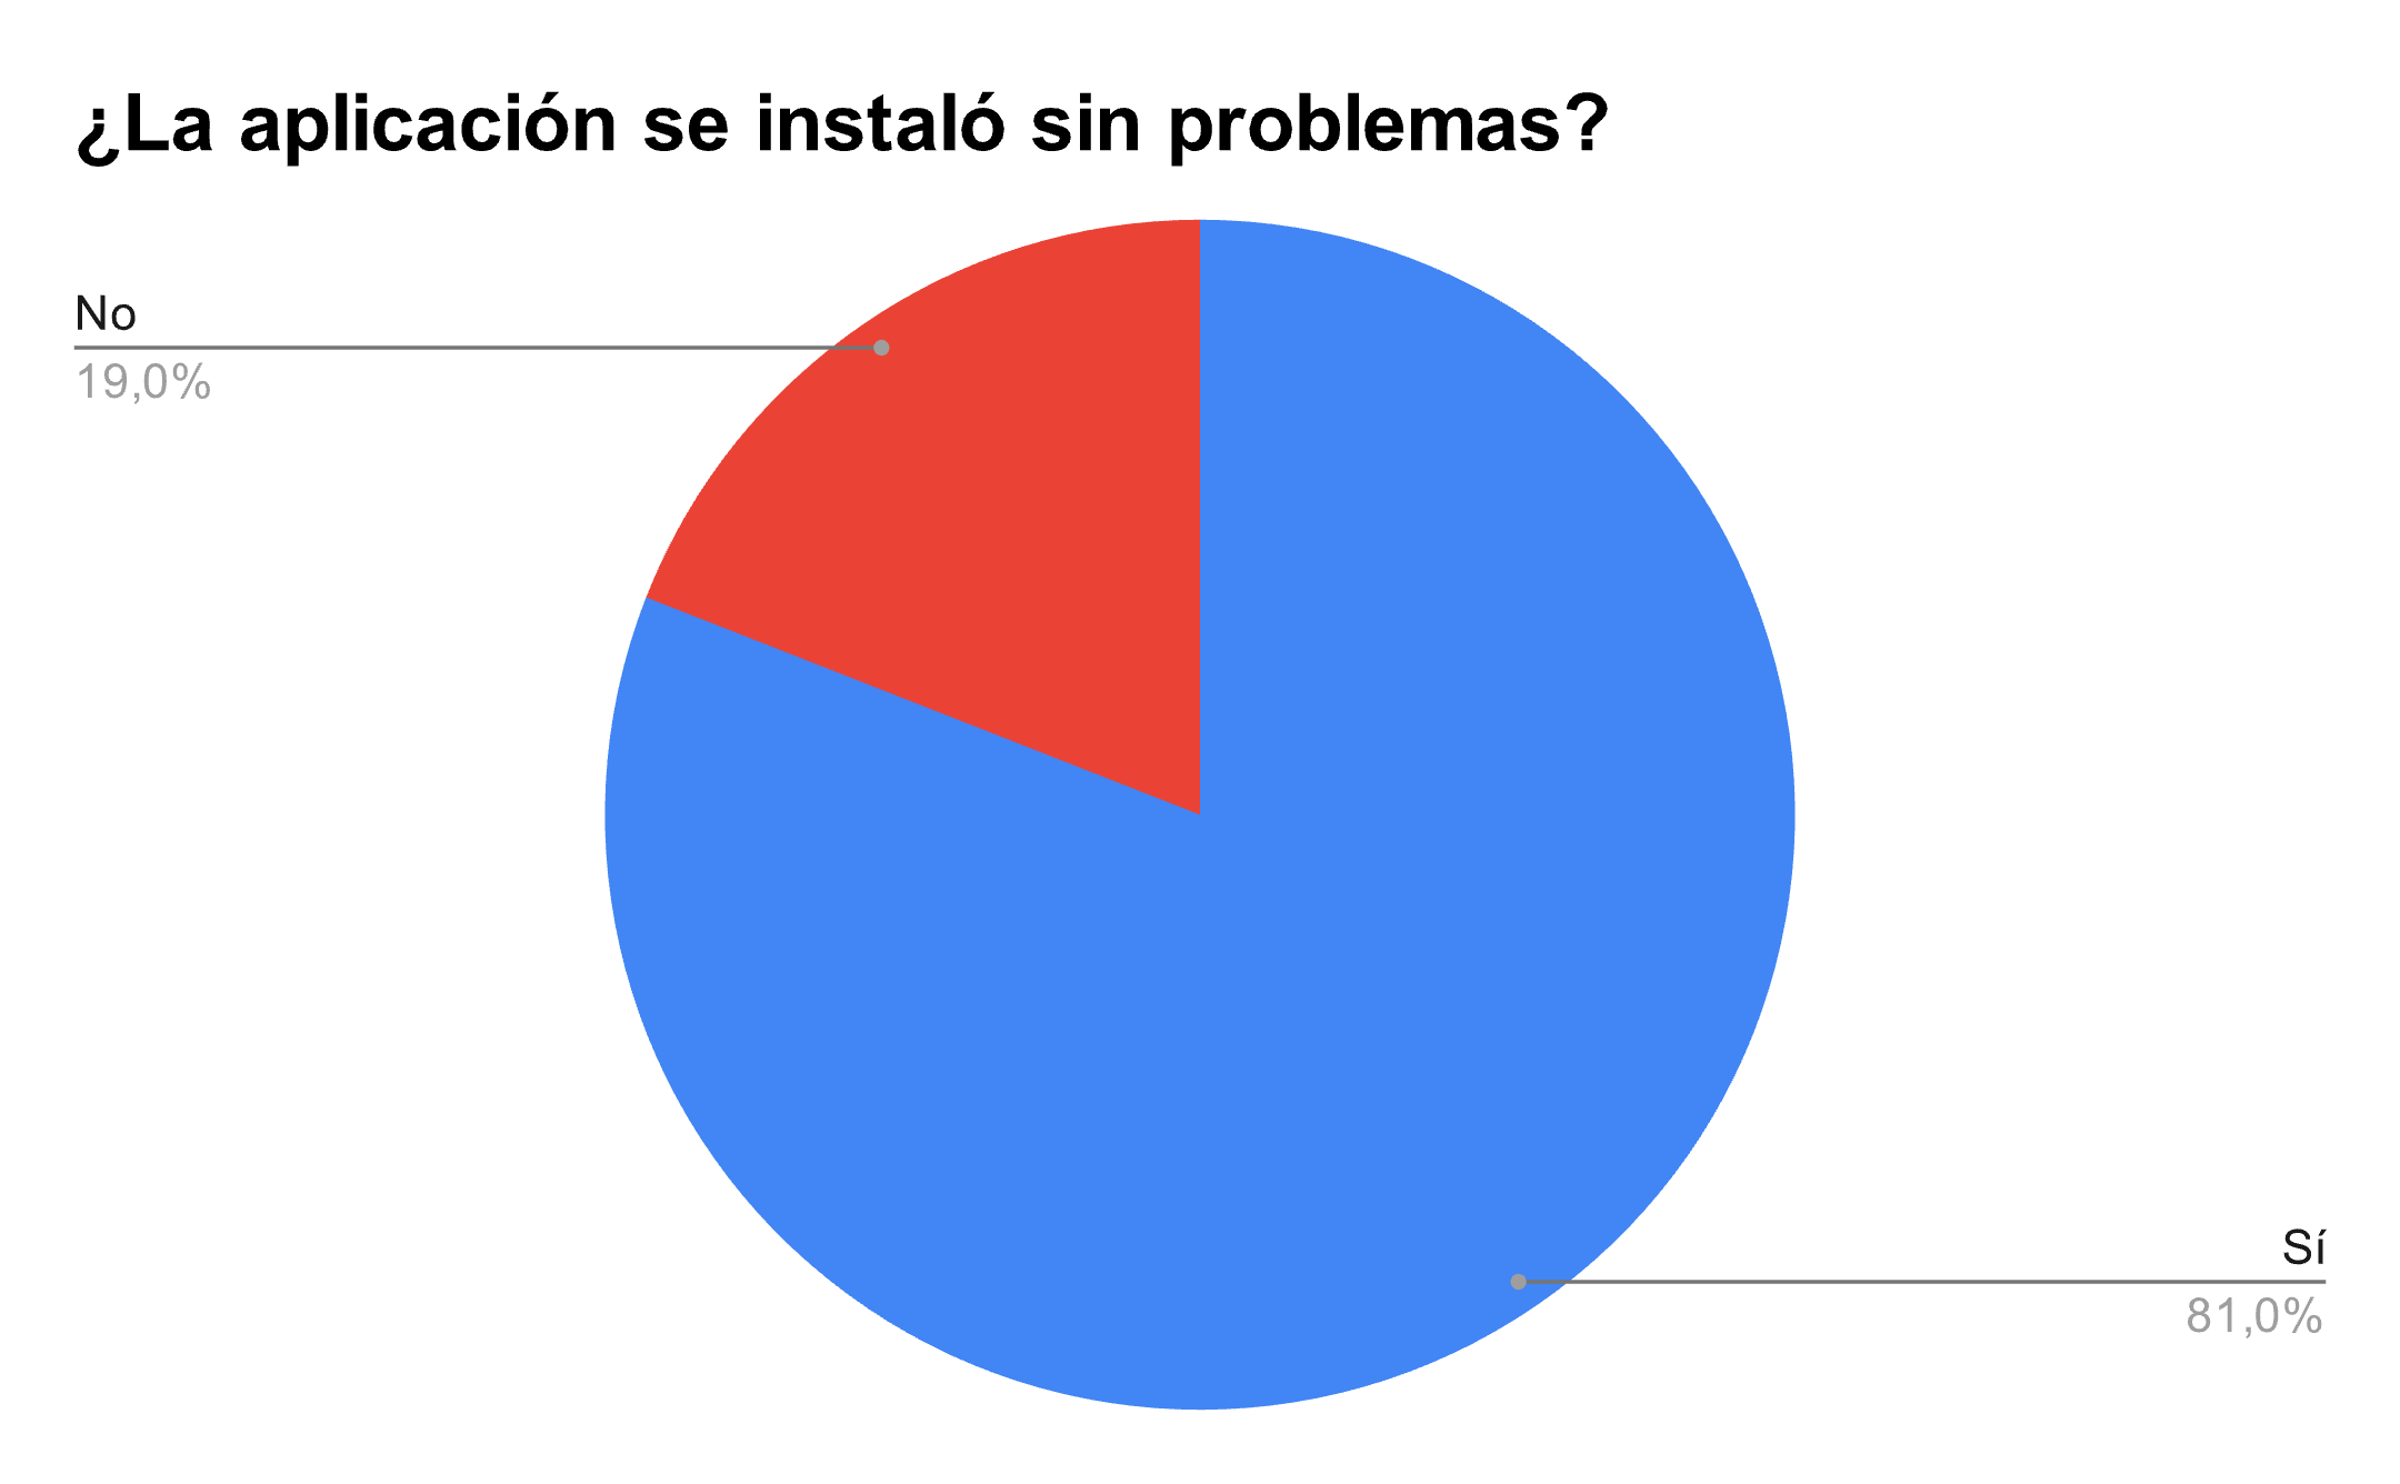 ¿La aplicación se instaló sin problemas?
No
19,0%
Sí
81,0%